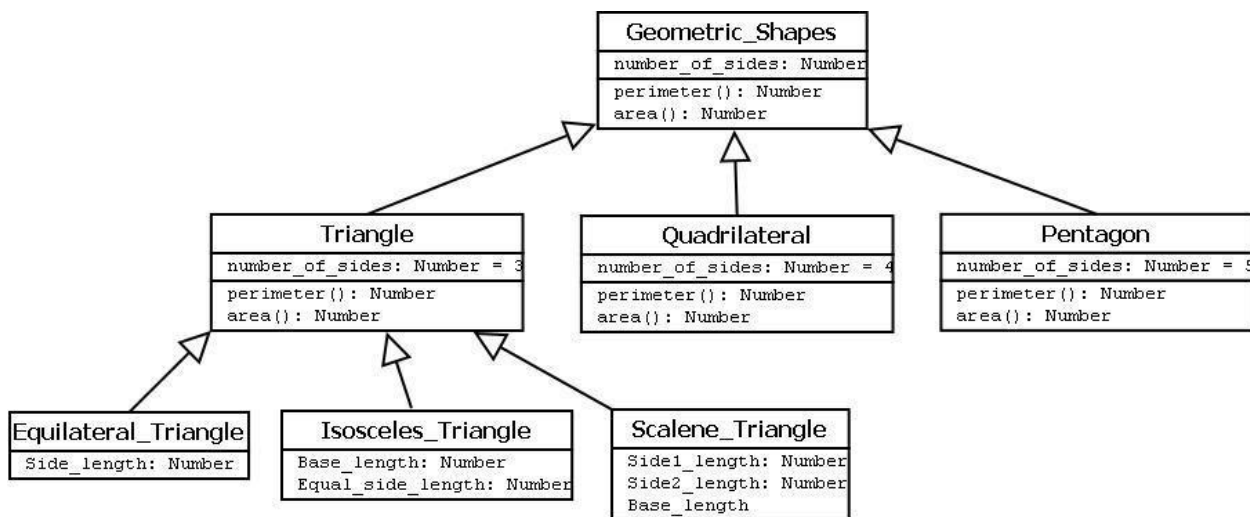 Geometric_Shapes
number_of_sides: Number
perimeter(): Number
area(): Number
Triangle
number_of_sides: Number = 3
perimeter(): Number
area(): Number
Quadrilateral
number_of_sides: Number = 4
perimeter(): Number
area(): Number
Pentagon
number_of_sides: Number = 5
perimeter(): Number
area(): Number
Equilateral_Triangle
Side_length: Number
Isosceles_Triangle
Base_length: Number
Equal_side_length: Number
Scalene_Triangle
Side1_length: Number
Side2_length: Number
Base_length